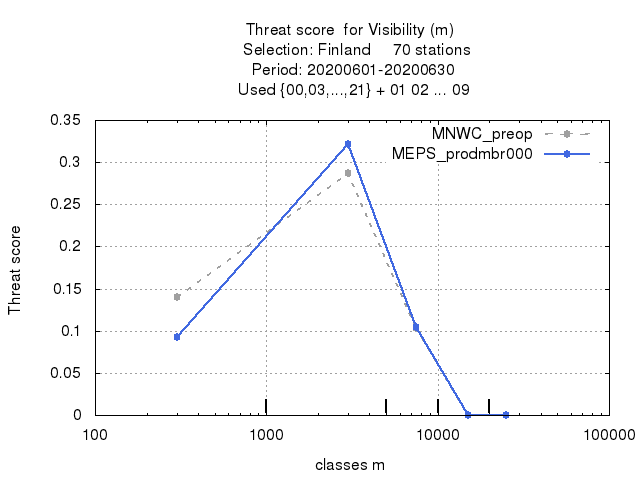 Threat score for Visibility (m)
Selection: Finland 70 stations
Period: 20200601-20200630
Used {00,03,...,21} + 01 02 ... 09
0.35
0.3
0.25
0.2
0.15
0.1
0.05
0
Threat score
MNWC_preop
MEPS_prodmbr000
100 1000 10000 100000
classes m